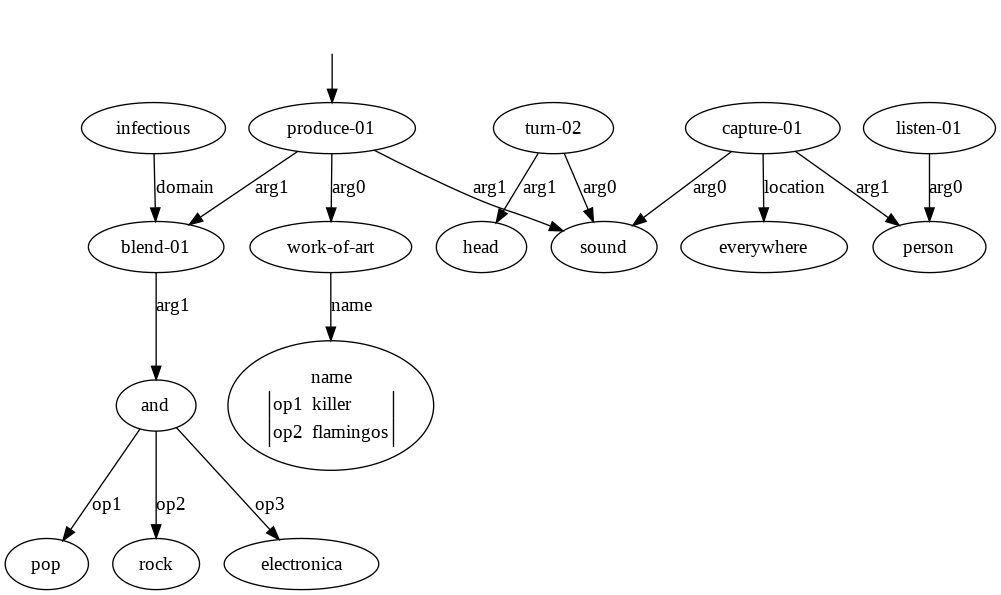 infectious
produce-01
turn-02
capture-01
listen-01
domain
arg1
arg0
arg1
arg1
arg0
arg0
location
arg1
arg0
blend-01
work-of-art
head
sound
everywhere
person
arg1
name
name
and
op1 killer
op2 flamingos
op1
op2
op3
pop
rock
electronica